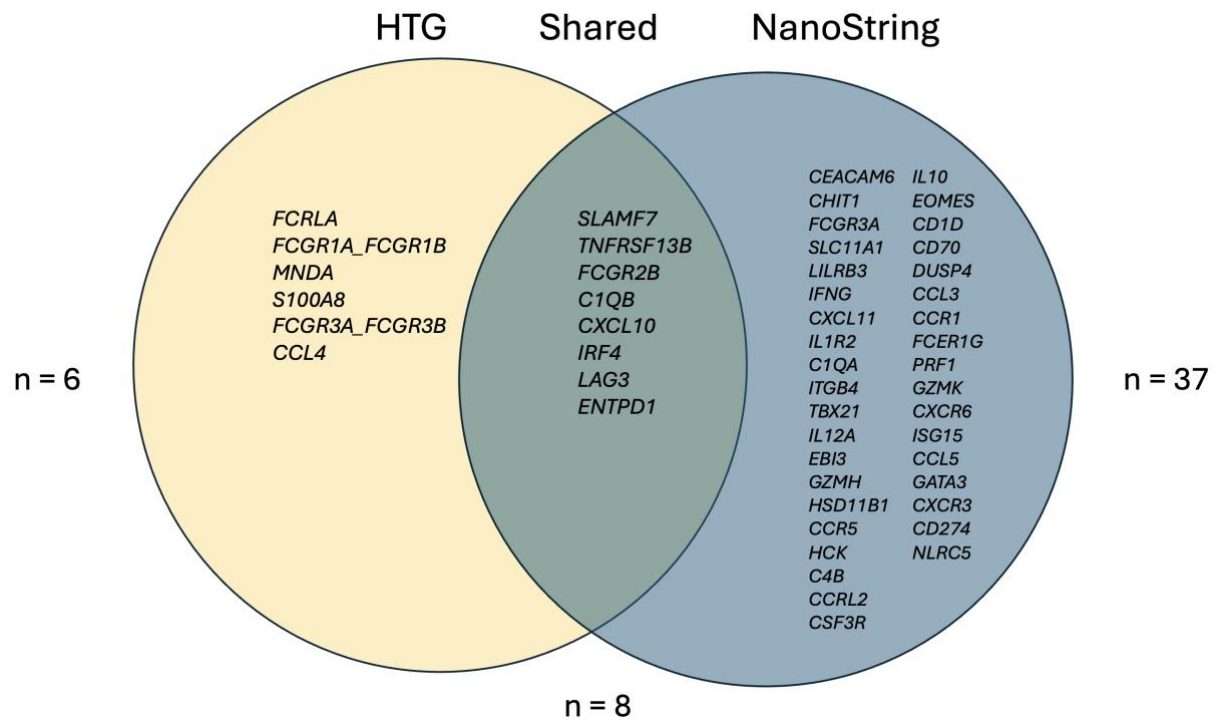 HTG Shared NanoString
FCRLA
FCGR1A_FCGR1B
MNDA
S100A8
FCGR3A_FCGR3B
CCL4
n = 6
SLAMF7
TNFRSF13B
FCGR2B
C1QB
CXCL10
IRF4
LAG3
ENTPD1
n = 8
CEACAM6 IL10
CHIT1 EOMES
FCGR3A CD1D
SLC11A1 CD70
LILRB3 DUSP4
IFNG CCL3
CXCL11 CCR1
IL1R2 FCER1G
C1QA PRF1
ITGB4 GZMK
TBX21 CXCR6
IL12A ISG15
EBI3 CCL5
GZMH GATA3
HSD11B1 CXCR3
CCR5 CD274
HCK NLRC5
C4B
CCRL2
CSF3R
n = 37